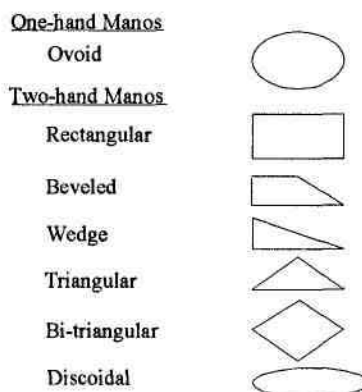 One-hand Manos
Ovoid
Two-hand Manos
Rectangular
Beveled
Wedge
Triangular
Bi-triangular
Discoidal